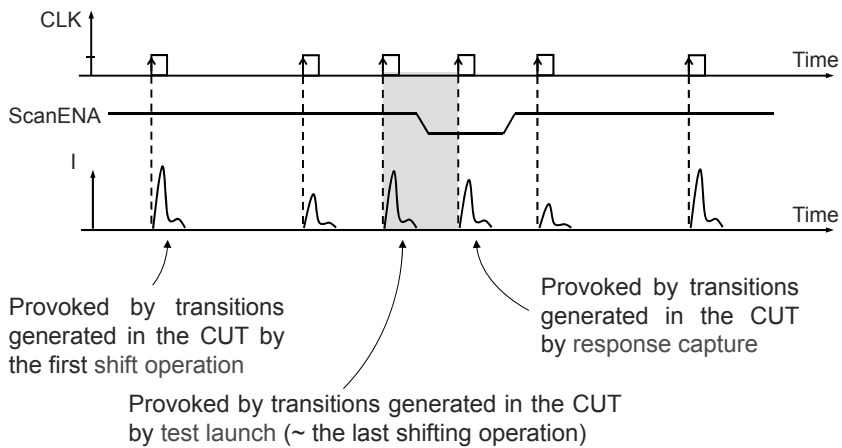 CLK
Time
ScanENA
I
Time
Provoked by transitions
generated in the CUT by
the first shift operation
Provoked by transitions
generated in the CUT
by response capture
Provoked by transitions generated in the CUT
by test launch (~ the last shifting operation)